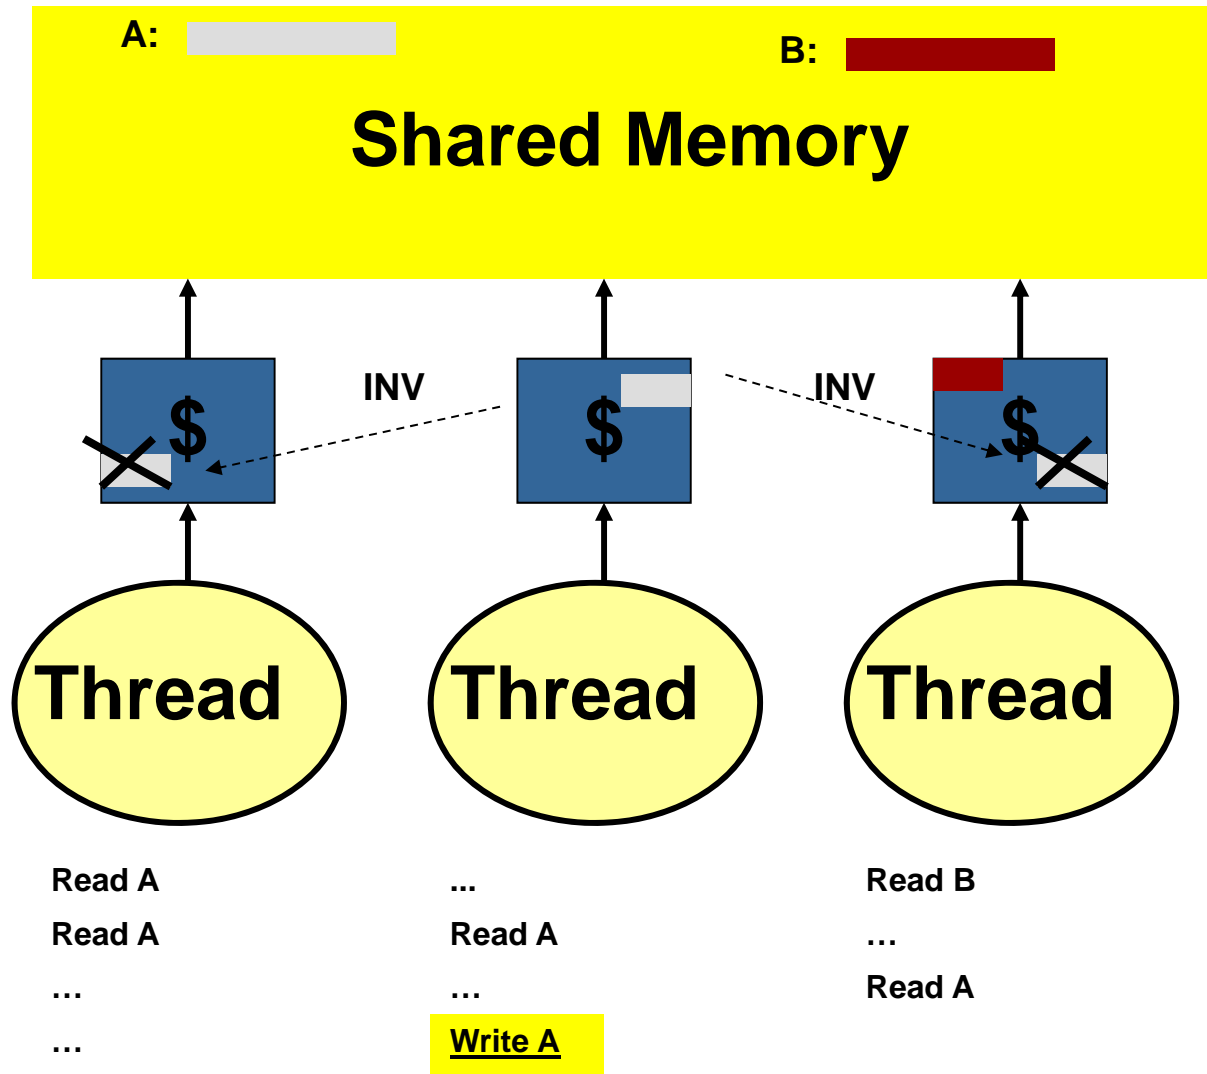 A:
B:
Shared Memory
INV
INV
$
$
$
Thread
Thread
Thread
Read A
...
Read B
Read A
Read A
…
…
…
Read A
…
Write A